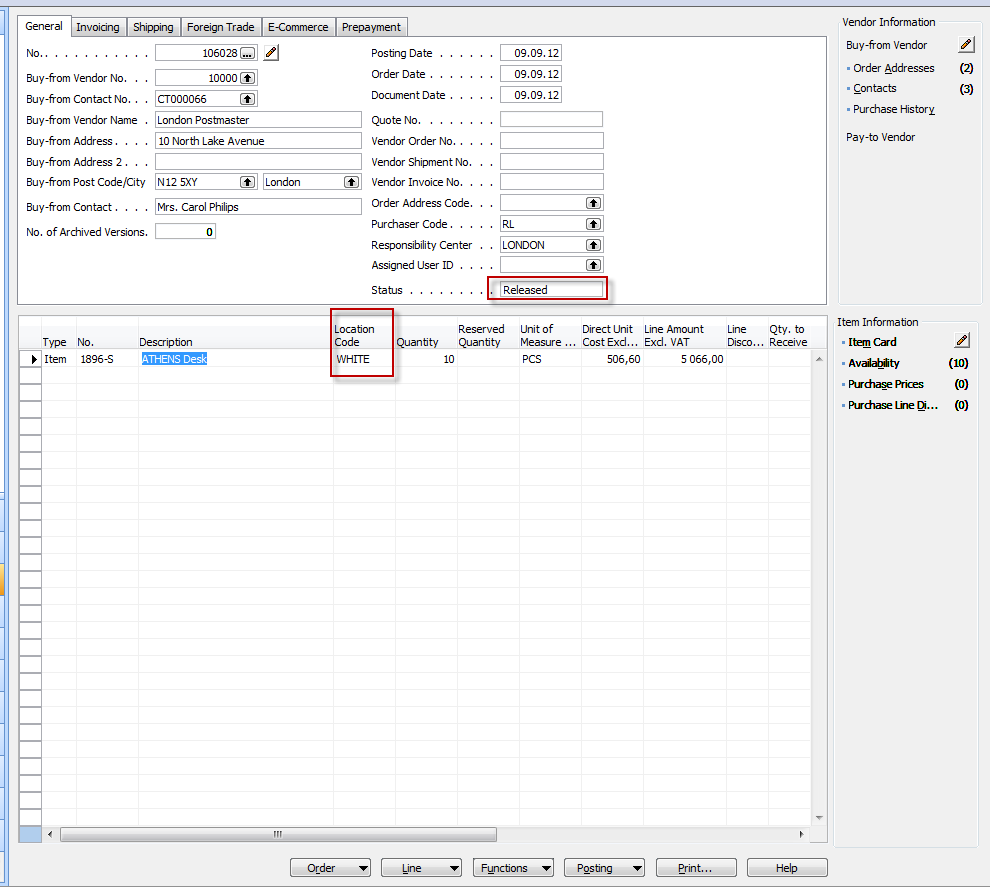 General Invoicing Shipping Foreign Trade E-Commerce Prepayment
No. . . . . . . . . . . . 106028 ...
Buy-from Vendor No. . . 10000
Buy-from Contact No. . . CT000066
Buy-from Vendor Name . London Postmaster
Buy-from Address . . . . 10 North Lake Avenue
Buy-from Address 2 . . .
Buy-from Post Code/City N12 5XY London
Buy-from Contact . . . . Mrs. Carol Philips
No. of Archived Versions. 0
Posting Date . . . . . . 09.09.12
Order Date . . . . . . . 09.09.12
Document Date . . . . . 09.09.12
Quote No. . . . . . . . .
Vendor Order No. . . . .
Vendor Shipment No. . .
Vendor Invoice No. . . .
Order Address Code. . . .
Purchaser Code . . . . . RL
Responsibility Center . . LONDON
Assigned User ID . . . .
Status . . . . . . . . . Released
Vendor Information
Buy-from Vendor
Order Addresses (2)
Contacts (3)
Purchase History
Pay-to Vendor
Type No. Description Location Code Quantity Reserved Quantity Unit of Measure ... Direct Unit Cost Excl... Line Amount Excl. VAT Line Disco... Qty. to Receive
Item 1896-S ATHENS Desk WHITE 10 PCS 506,60 5 066,00
Item Information
Item Card
Availability (10)
Purchase Prices (0)
Purchase Line Di... (0)
Order Line Functions Posting Print... Help